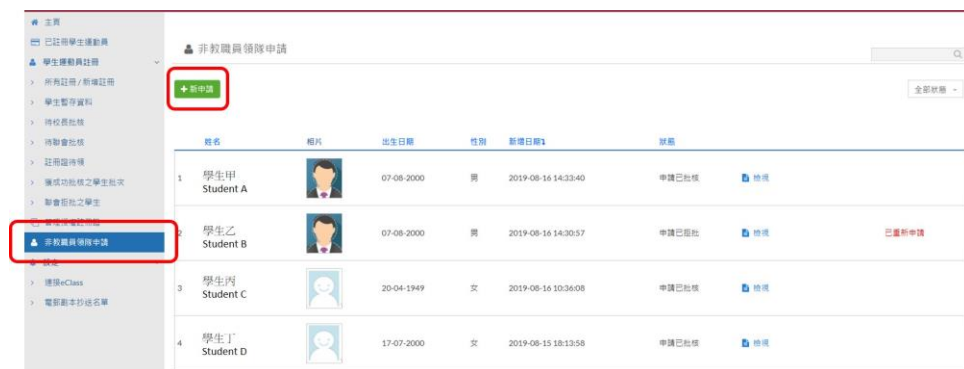 主頁
已註冊學生運動員
學生運動員註冊
所有註冊/新增註冊
學生暫存資料
待校長批核
待聯會批核
註冊證待領
獲成功批核之學生批次
聯會拒批之學生
非教職員領隊申請
設定
連接eClass
電郵副本抄送名單
非教職員領隊申請
+新申請
全部狀態
姓名 相片 出生日期 性別 新增日期 狀態
1 學生甲 07-08-2000 男 2019-08-16 14:33:40 申請已批核 檢視
Student A
2 學生乙 07-08-2000 男 2019-08-16 14:30:57 申請已拒批 檢視 已重新申請
Student B
3 學生丙 20-04-1949 女 2019-08-16 10:36:08 申請已批核 檢視
Student C
4 學生丁 17-07-2000 女 2019-08-15 18:13:58 申請已批核 檢視
Student D